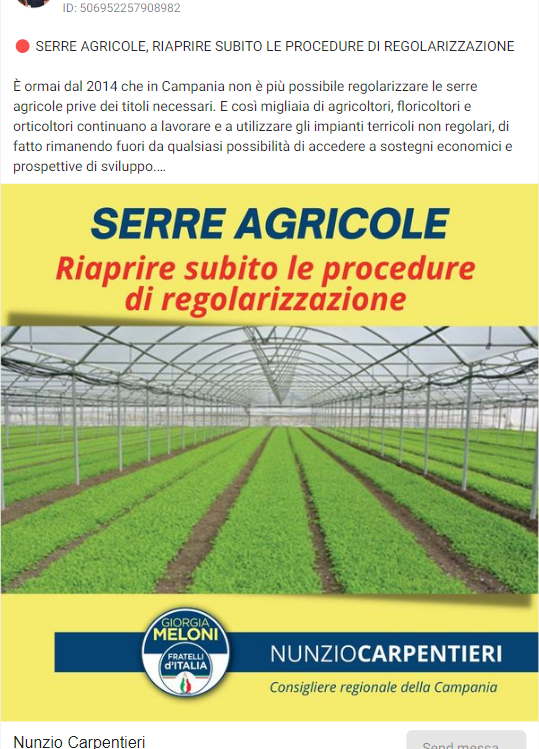 ID: 506952257908982
🔴 SERRE AGRICOLE, RIAPRIRE SUBITO LE PROCEDURE DI REGOLARIZZAZIONE
È ormai dal 2014 che in Campania non è più possibile regolarizzare le serre
agricole prive dei titoli necessari. E così migliaia di agricoltori, floricoltori e
orticoltori continuano a lavorare e a utilizzare gli impianti terricoli non regolari, di
fatto rimanendo fuori da qualsiasi possibilità di accedere a sostegni economici e
prospettive di sviluppo....
SERRE AGRICOLE
Riaprire subito le procedure
di regolarizzazione
GIORGIA
MELONI
FRATELLI
d'ITALIA
NUNZIOCARPENTIERI
Consigliere regionale della Campania
Nunzio Carpentieri
Send messa...